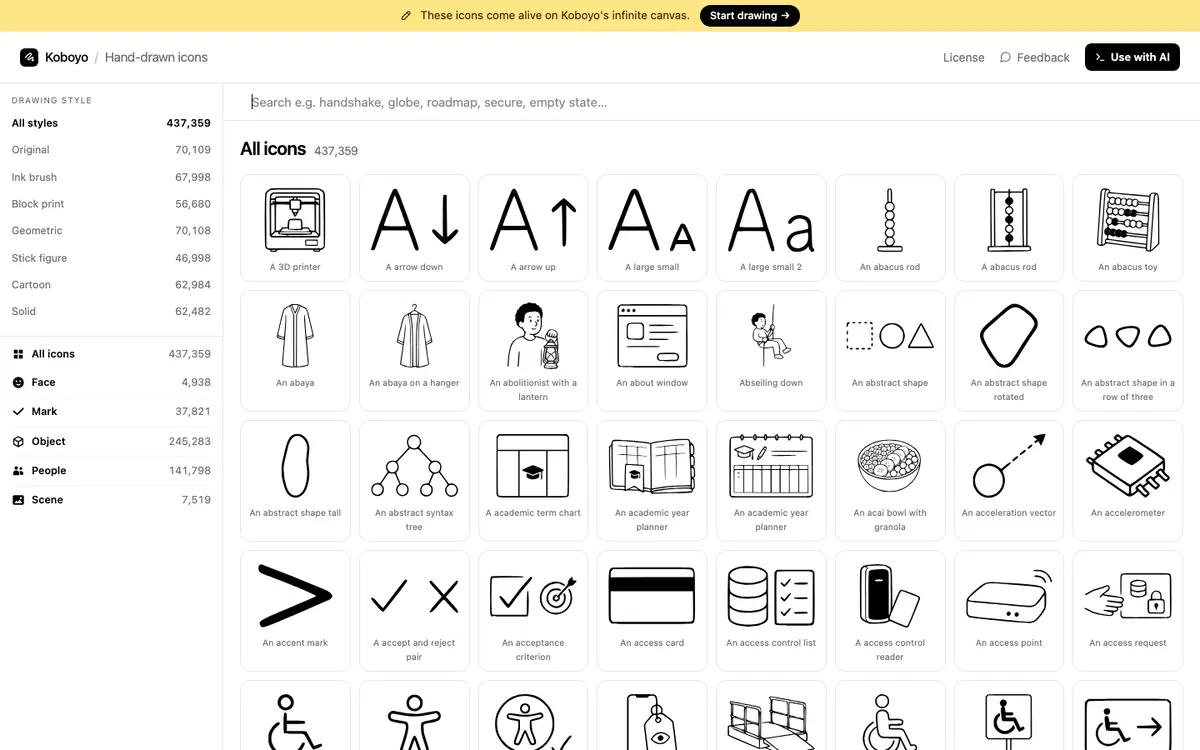 These icons come alive on Koboyo's infinite canvas. Start drawing →
Koboyo / Hand-drawn icons
License Feedback Use with AI
DRAWING STYLE
All styles 437,359
Original 70,109
Ink brush 67,998
Block print 56,680
Geometric 70,108
Stick figure 46,998
Cartoon 62,984
Solid 62,482
All icons 437,359
Face 4,938
Mark 37,821
Object 245,283
People 141,798
Scene 7,519
Search e.g. handshake, globe, roadmap, secure, empty state...
All icons 437,359
A 3D printer
A arrow down
A arrow up
A large small
A large small 2
An abacus rod
A abacus rod
An abacus toy
An abaya
An abaya on a hanger
An abolitionist with a
lantern
An about window
Abseiling down
An abstract shape
An abstract shape
rotated
An abstract shape in a
row of three
An abstract shape tall
An abstract syntax
tree
A academic term chart
An academic year
planner
An academic year
planner
An acai bowl with
granola
An acceleration vector
An accelerometer
An accent mark
A accept and reject
pair
An acceptance
criterion
An access card
An access control list
A access control
reader
An access point
An access request